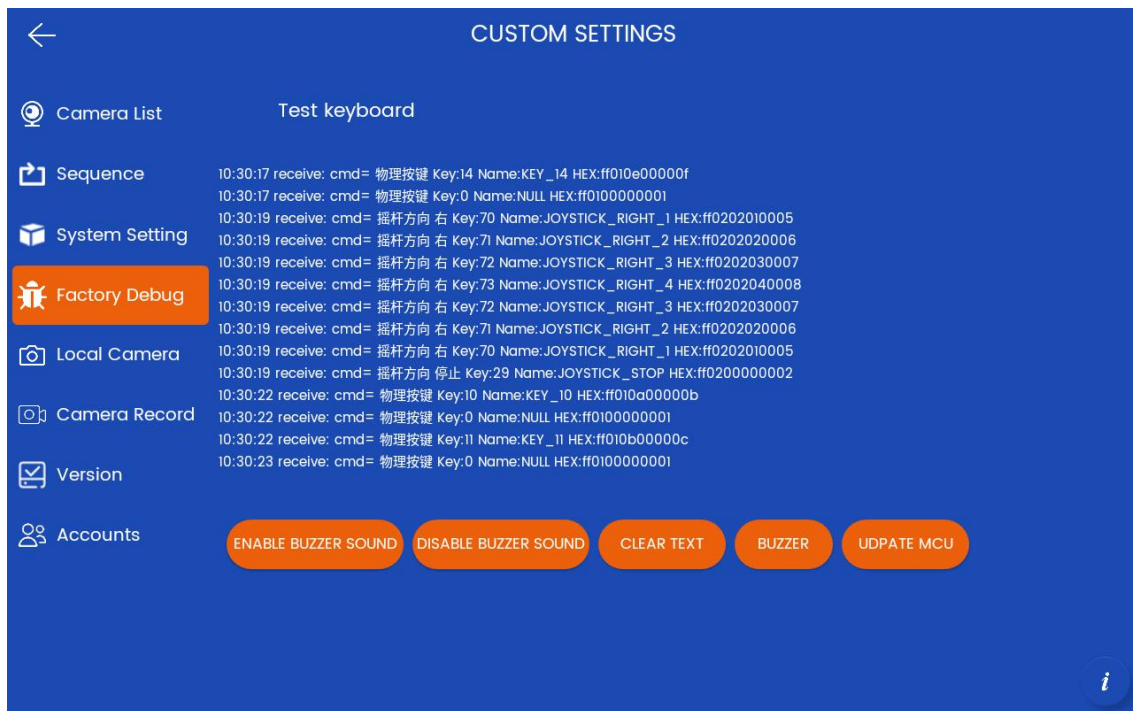 CUSTOM SETTINGS
Camera List
Sequence
System Setting
Factory Debug
Local Camera
Camera Record
Version
Accounts
Test keyboard
10:30:17 receive: cmd= 物理按键 Key:14 Name:KEY_14 HEX:ff010e00000f
10:30:17 receive: cmd= 物理按键 Key:0 Name:NULL HEX:ff0100000001
10:30:19 receive: cmd= 摇杆方向 右 Key:70 Name:JOYSTICK_RIGHT_1 HEX:ff0202010005
10:30:19 receive: cmd= 摇杆方向 右 Key:71 Name:JOYSTICK_RIGHT_2 HEX:ff0202020006
10:30:19 receive: cmd= 摇杆方向 右 Key:72 Name:JOYSTICK_RIGHT_3 HEX:ff0202030007
10:30:19 receive: cmd= 摇杆方向 右 Key:73 Name:JOYSTICK_RIGHT_4 HEX:ff0202040008
10:30:19 receive: cmd= 摇杆方向 右 Key:72 Name:JOYSTICK_RIGHT_3 HEX:ff0202030007
10:30:19 receive: cmd= 摇杆方向 右 Key:71 Name:JOYSTICK_RIGHT_2 HEX:ff0202020006
10:30:19 receive: cmd= 摇杆方向 右 Key:70 Name:JOYSTICK_RIGHT_1 HEX:ff0202010005
10:30:19 receive: cmd= 摇杆方向 停止 Key:29 Name:JOYSTICK_STOP HEX:ff0200000002
10:30:22 receive: cmd= 物理按键 Key:10 Name:KEY_10 HEX:ff010a00000b
10:30:22 receive: cmd= 物理按键 Key:0 Name:NULL HEX:ff0100000001
10:30:22 receive: cmd= 物理按键 Key:11 Name:KEY_11 HEX:ff010b00000c
10:30:23 receive: cmd= 物理按键 Key:0 Name:NULL HEX:ff0100000001
ENABLE BUZZER SOUND
DISABLE BUZZER SOUND
CLEAR TEXT
BUZZER
UDPATE MCU
i